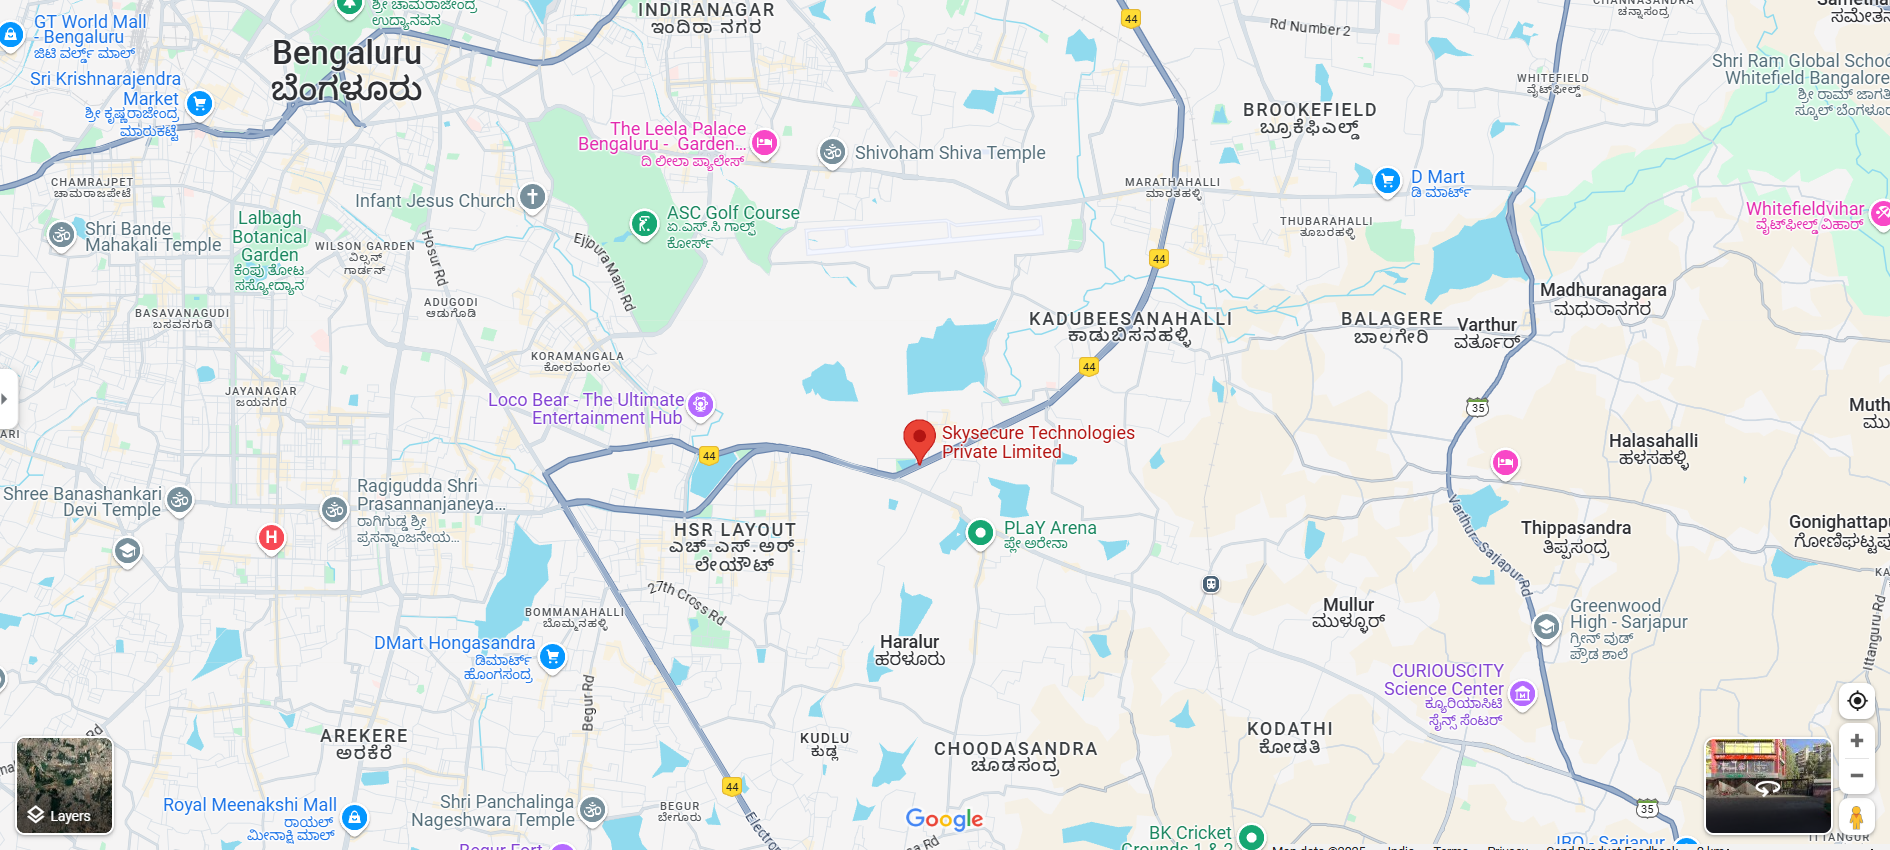 ಶ್ರೀ ಚಾಮರಾಜೇಂದ್ರ
ಉದ್ಯಾನವನ
INDIRANAGAR
ಇಂದಿರಾ ನಗರ
44
Rd Number 2
CHANNASANDRA
ಚನ್ನಾಸಂದ್ರ
GT World Mall
- Bengaluru
ಜಿಟಿ ವರ್ಲ್ಡ್ ಮಾಲ್
Bengaluru
ಬೆಂಗಳೂರು
Sri Krishnarajendra
Market
ಶ್ರೀ ಕೃಷ್ಣರಾಜೇಂದ್ರ
ಮಾರುಕಟ್ಟೆ
WHITEFIELD
ವೈಟ್‌ಫೀಲ್ಡ್
Shri Ram Global Schoo
Whitefield Bangalore
ಶ್ರೀ ರಾಮ್ ಜಾಗತಿ
ಸ್ಕೂಲ್ ಬೆಂಗಳೂರ
BROOKEFIELD
ಬ್ರೂಕೆಫಿಎಲ್ಡ್
The Leela Palace
Bengaluru - Garden...
ದಿ ಲೀಲಾ ಪ್ಯಾಲೇಸ್
Shivoham Shiva Temple
CHAMRAJPET
ಚಾಮರಾಜಪೇಟೆ
Infant Jesus Church
MARATHAHALLI
ಮಾರತಹಳ್ಳಿ
D Mart
ಡಿ ಮಾರ್ಟ್
Shri Bande
Mahakali Temple
Lalbagh
Botanical
Garden
ಕೆಂಪು ತೋಟ
ಸಸ್ಯೋದ್ಯಾನ
ASC Golf Course
ಎ.ಎಸ್.ಸಿ ಗಾಲ್ಫ್
ಕೋರ್ಸ್
THUBARAHALLI
ತೂಬರಹಳ್ಳಿ
Whitefieldvihar
ವೈಟ್‌ಫೀಲ್ಡ್ ವಿಹಾರ್
WILSON GARDEN
ವಿಲ್ಸನ್
ಗಾರ್ಡನ್
Hosur Rd
Ejipura Main Rd
44
BASAVANAGUDI
ಬಸವನಗುಡಿ
ADUGODI
ಆಡುಗೊಡಿ
KADUBEESANAHALLI
ಕಾಡುಬಿಸನಹಳ್ಳಿ
BALAGERE
ಬಾಲಗೇರಿ
Varthur
ವರ್ತೂರ್
Madhuranagara
ಮಧುರಾನಗರ
KORAMANGALA
ಕೋರಮಂಗಲ
44
JAYANAGAR
ಜಯನಗರ
Loco Bear - The Ultimate
Entertainment Hub
35
Muth
ಮು
ARI
Skysecure Technologies
Private Limited
44
Halasahalli
ಹಳಸಹಳ್ಳಿ
Shree Banashankari
Devi Temple
Ragigudda Shri
Prasannanjaneya...
ರಾಗಿಗುಡ್ಡ ಶ್ರೀ
ಪ್ರಸನ್ನಾಂಜನೇಯ...
H
HSR LAYOUT
ಎಚ್.ಎಸ್.ಅರ್.
ಲೇಯೌಟ್
PLaY Arena
ಪ್ಲೇ ಅರೇನಾ
Varthur-Sarjapur Rd
Thippasandra
ತಿಪ್ಪಸಂದ್ರ
Gonighattapu
ಗೋಣಿಘಟ್ಟಪು
KA
27th Cross Rd
BOMMANAHALLI
ಬೊಮ್ಮನಹಳ್ಳಿ
Mullur
ಮುಳ್ಳೂರ್
Greenwood
High - Sarjapur
ಗ್ರೀನ್ ವುಡ್
ಪ್ರೌಢ ಶಾಲೆ
Ittanguru Rd
DMart Hongasandra
ಡಿಮಾರ್ಟ್
ಹೊಂಗಸಂದ್ರ
Haralur
ಹರಳೂರು
CURIOUSCITY
Science Center
ಕ್ಯೂರಿಯಾಸಿಟಿ
ಸೈನ್ಸ್ ಸೆಂಟರ್
Begur Rd
AREKERE
ಅರಕೆರೆ
KUDLU
ಕುಡ್ಲ
CHOODASANDRA
ಚೂಡಸಂದ್ರ
KODATHI
ಕೋಡತಿ
Layers
Royal Meenakshi Mall
ರಾಯಲ್
ಮೀನಾಕ್ಷಿ ಮಾಲ್
Shri Panchalinga
Nageshwara Temple
BEGUR
ಬೇಗೂರು
44
Electron
Google
sa Rd
35
BK Cricket
Grounds 1 & 2
IBO - Sarjapur
ITTANGUR
Begur Fort
Map data ©2025
India
Terms
Privacy
Send Product Feedback
2 km